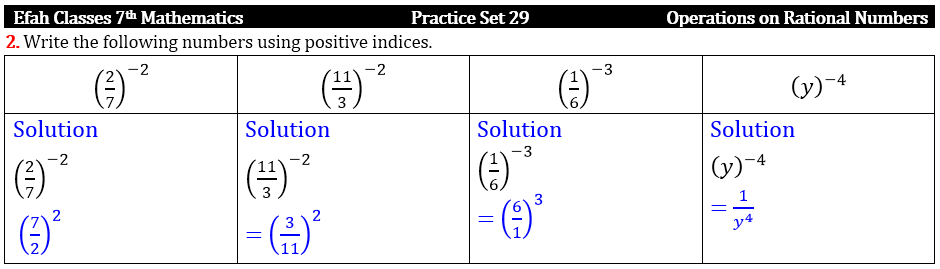 Efah Classes 7th Mathematics Practice Set 29 Operations on Rational Numbers
2. Write the following numbers using positive indices.
(2/7)⁻² (11/3)⁻² (1/6)⁻³ (y)⁻⁴
Solution Solution Solution Solution
(2/7)⁻² (11/3)⁻² (1/6)⁻³ (y)⁻⁴
(7/2)² = (3/11)² = (6/1)³ = 1/y⁴